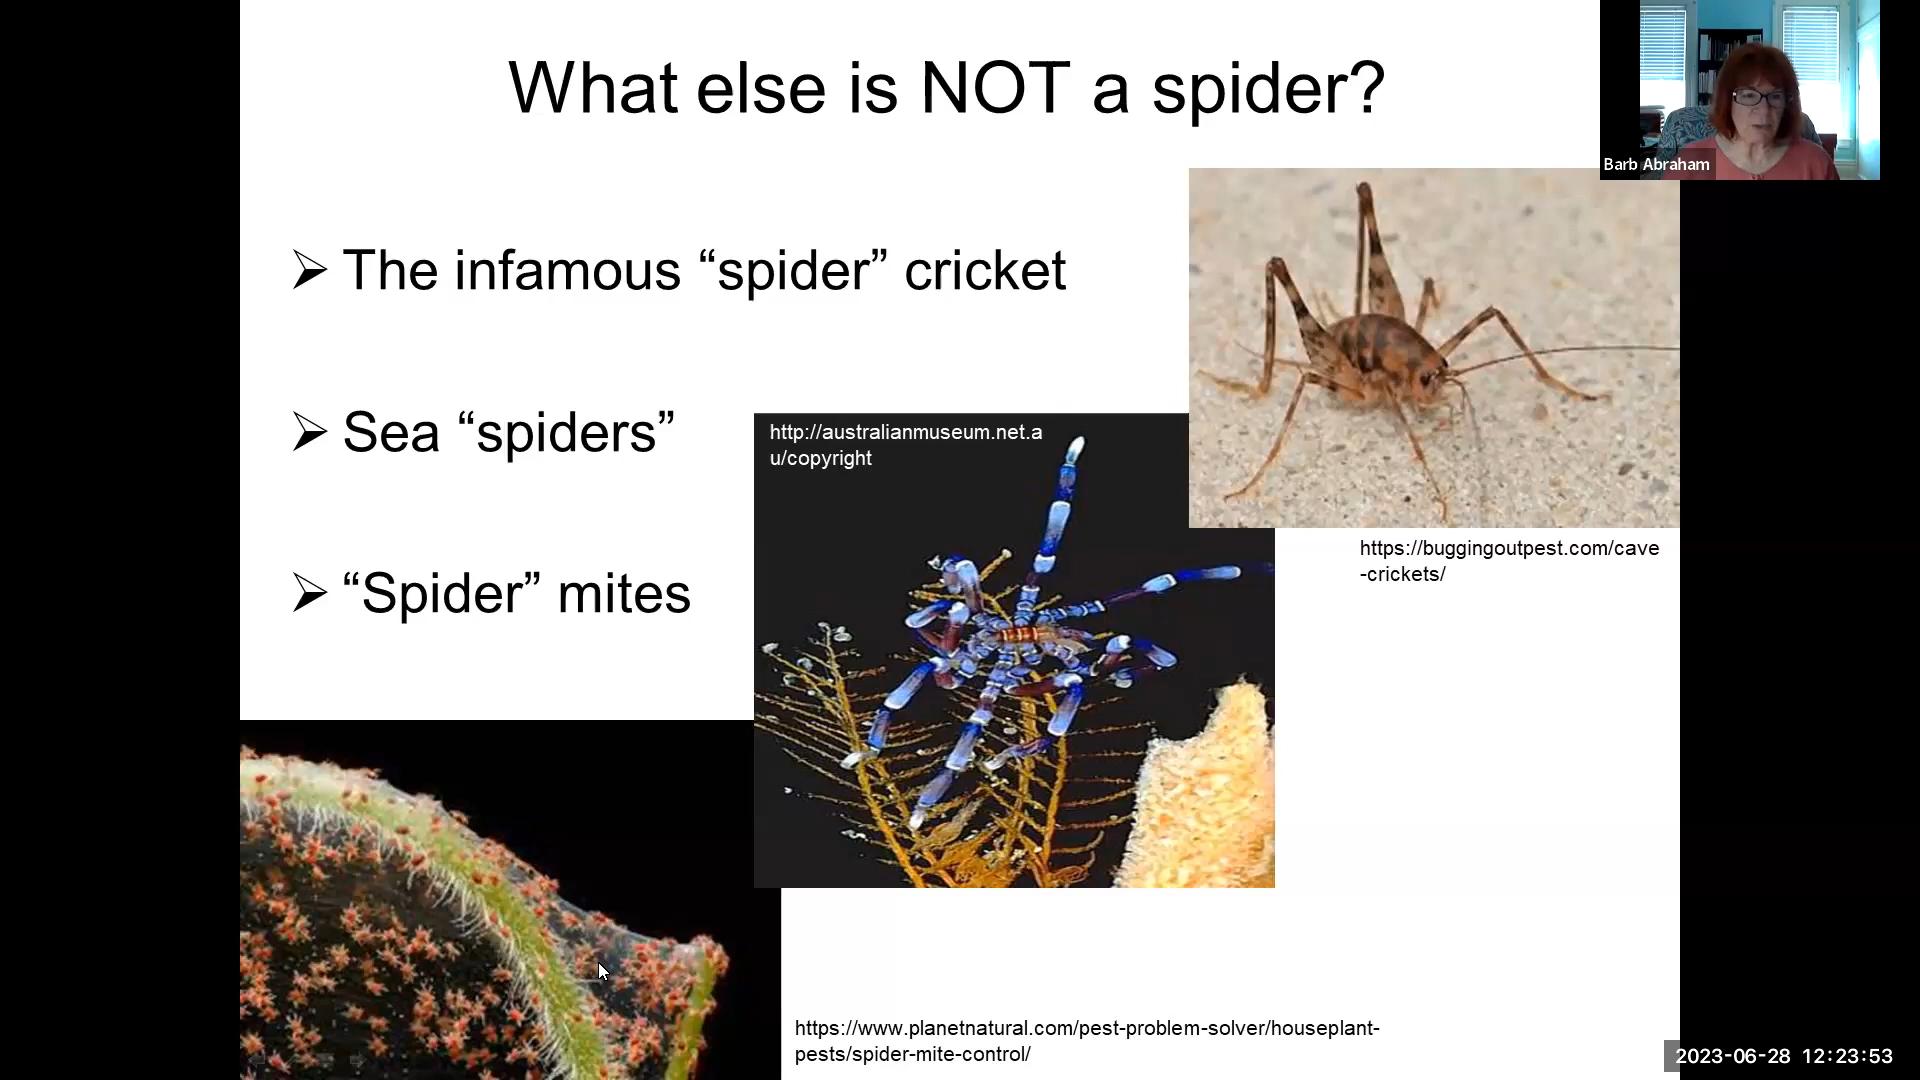 What else is NOT a spider?
Barb Abraham
➢ The infamous “spider” cricket
➢ Sea “spiders”
http://australianmuseum.net.a
u/copyright
https://buggingoutpest.com/cave
-crickets/
➢ “Spider” mites
https://www.planetnatural.com/pest-problem-solver/houseplant-
pests/spider-mite-control/
2023-06-28 12:23:53